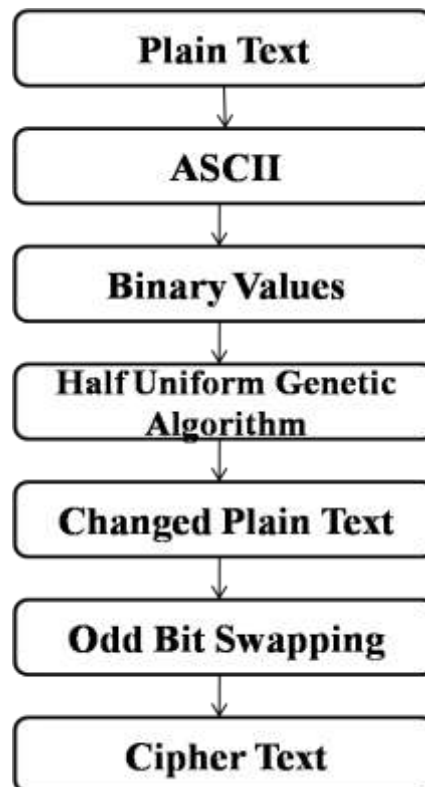 Plain Text
ASCII
Binary Values
Half Uniform Genetic
Algorithm
Changed Plain Text
Odd Bit Swapping
Cipher Text